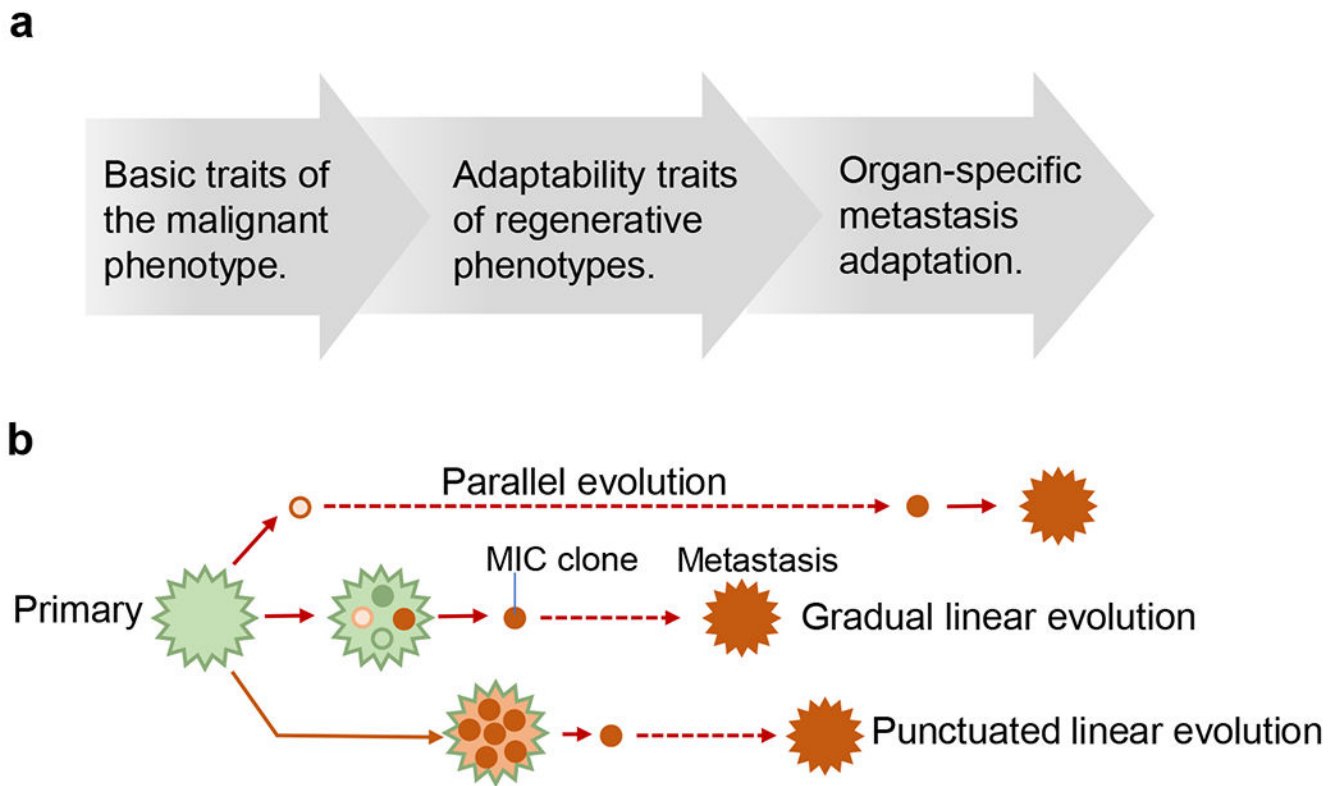 a
Basic traits of
the malignant
phenotype.
Adaptability traits
of regenerative
phenotypes.
Organ-specific
metastasis
adaptation.
b
Parallel evolution
MIC clone
Metastasis
Primary
Gradual linear evolution
Punctuated linear evolution